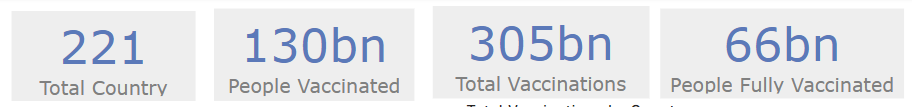 221
Total Country
130bn
People Vaccinated
305bn
Total Vaccinations
66bn
People Fully Vaccinated